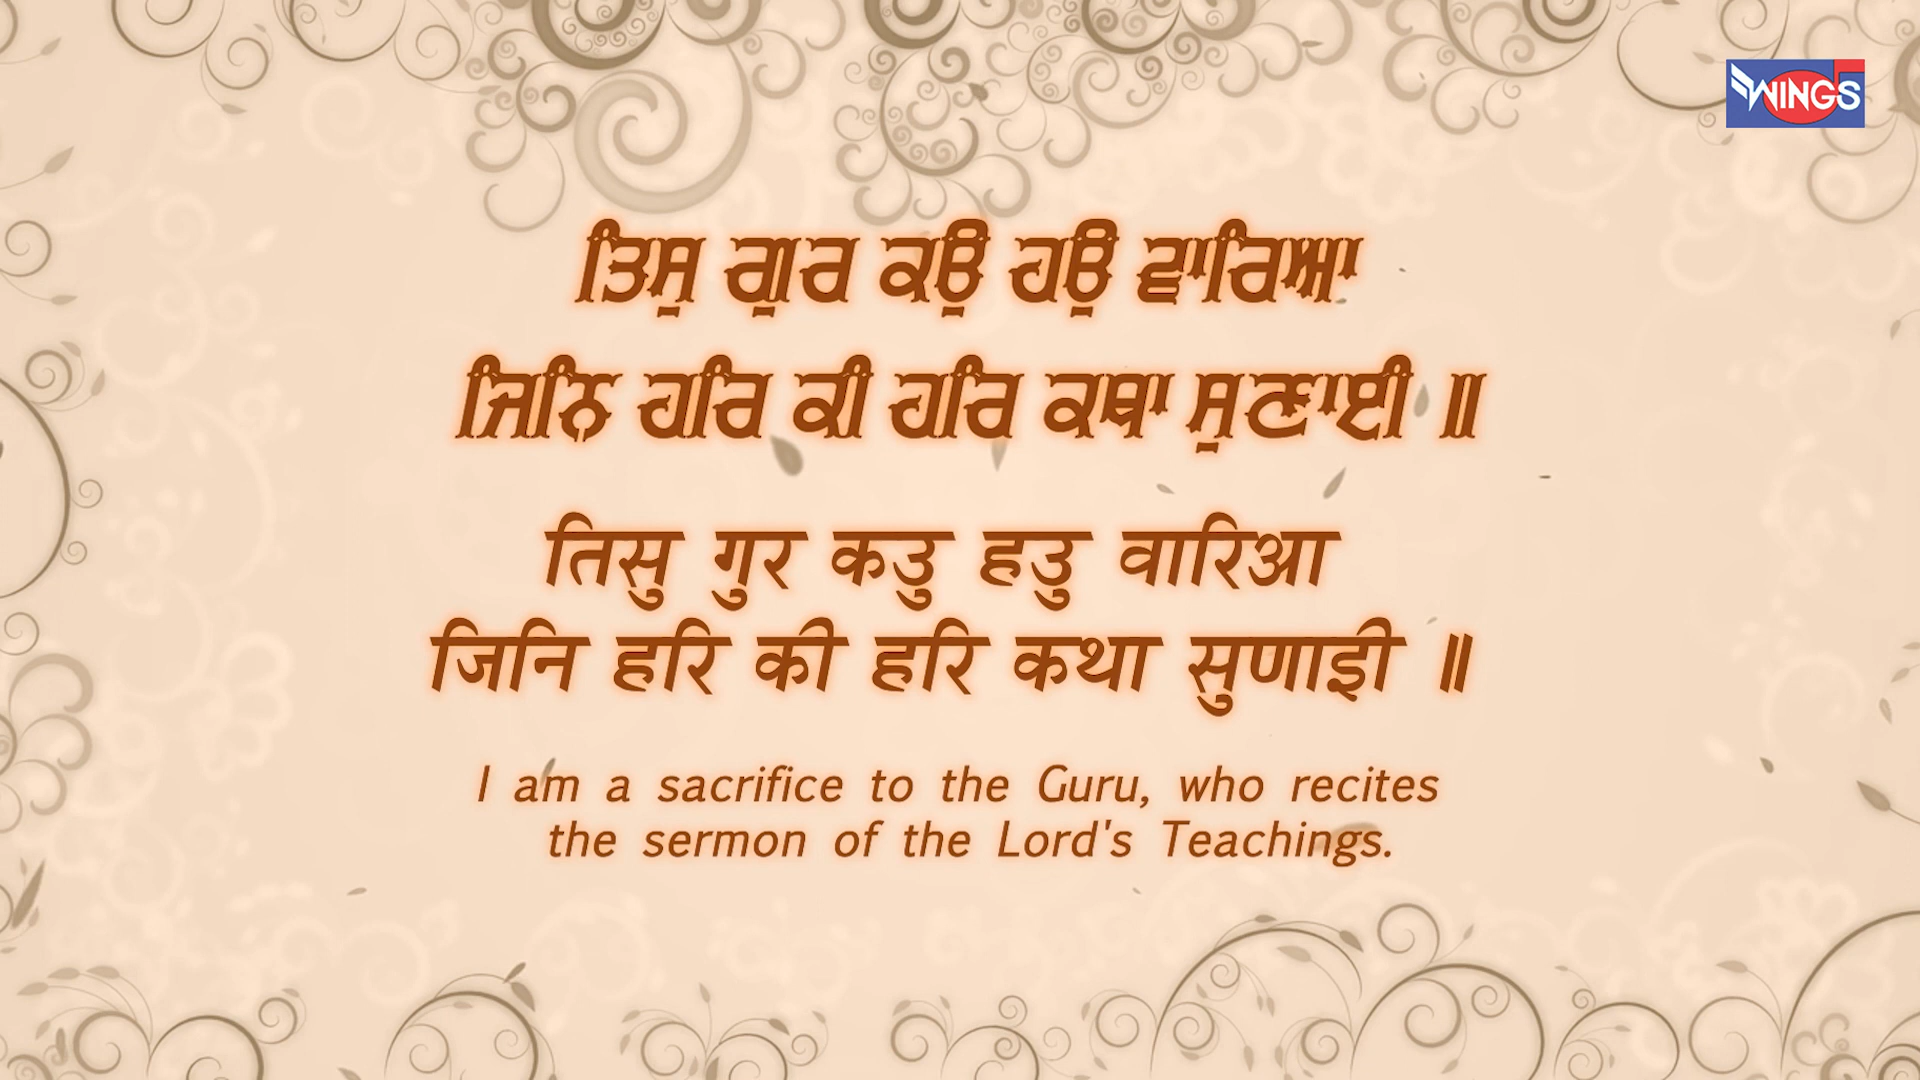 WINGS
ਤਿਸੁ ਗੁਰ ਕਉ ਹਉ ਵਾਰਿਆ
ਜਿਨਿ ਹਰਿ ਕੀ ਹਰਿ ਕਥਾ ਸੁਣਾਈ ॥
तिसु गुर कउ हउ वारिआ
जिनि हरि की हरि कथा सुणाई ॥
I am a sacrifice to the Guru, who recites
the sermon of the Lord's Teachings.